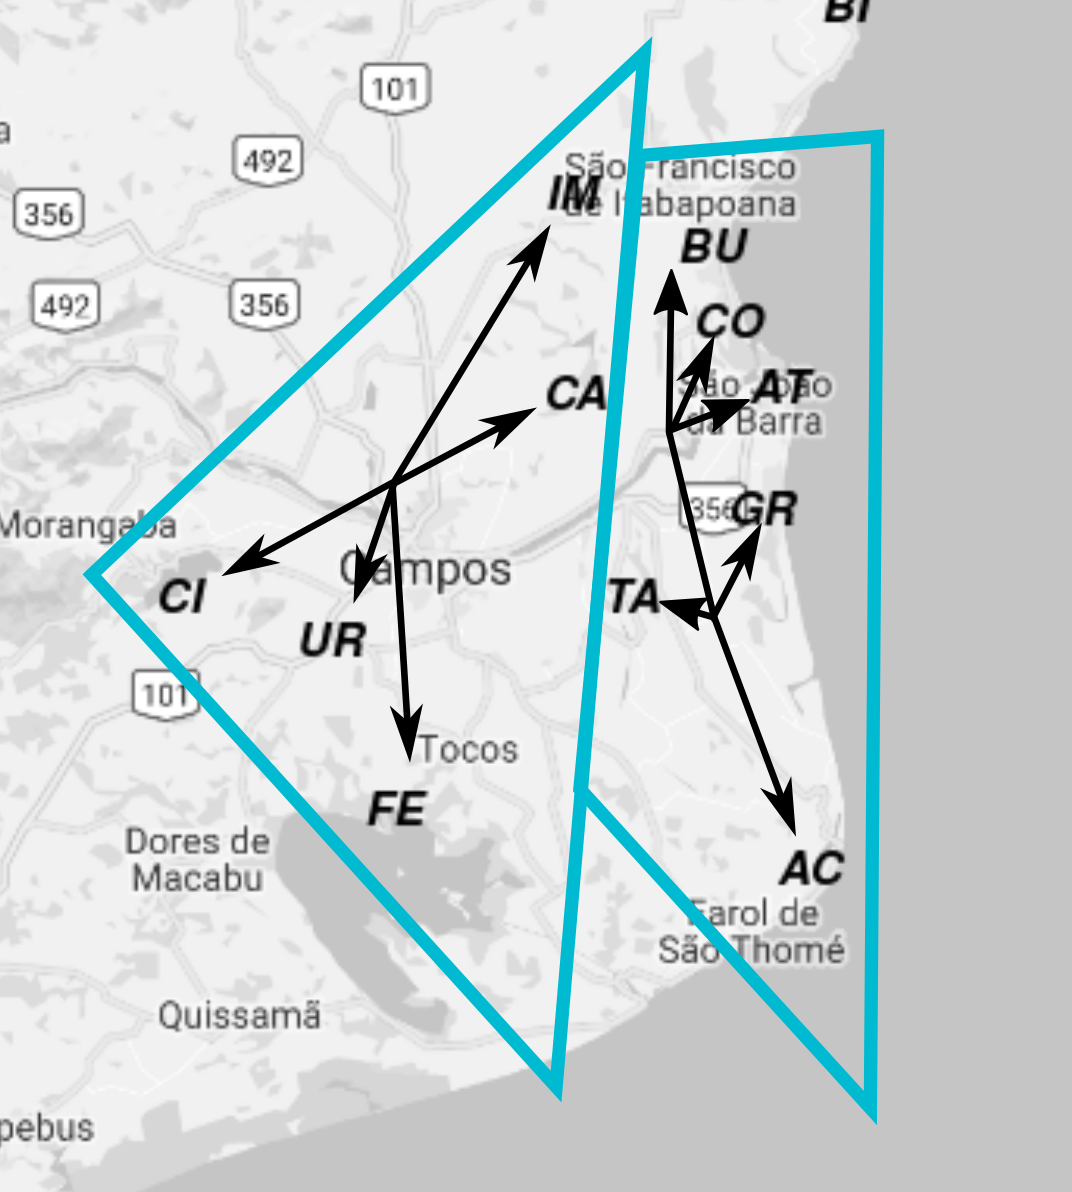 BI
101
a
492
São Francisco
de Itabapoana
IM
356
BU
492
356
CO
CA
São João
da Barra
AT
356
GR
Morangaba
Campos
CI
TA
UR
101
Tocos
FE
Dores de
Macabu
AC
Farol de
São Thomé
Quissamã
pebus